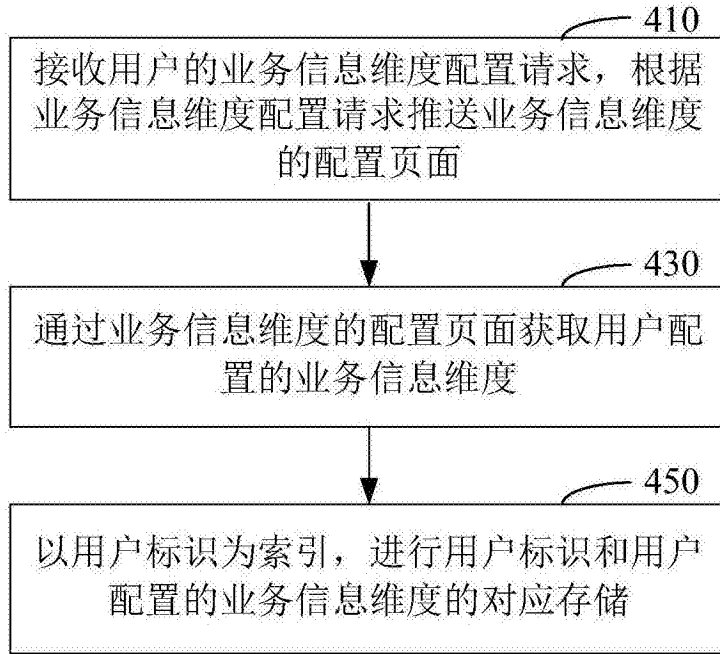 410
接收用户的业务信息维度配置请求，根据
业务信息维度配置请求推送业务信息维度
的配置页面
430
通过业务信息维度的配置页面获取用户配
置的业务信息维度
450
以用户标识为索引，进行用户标识和用户
配置的业务信息维度的对应存储